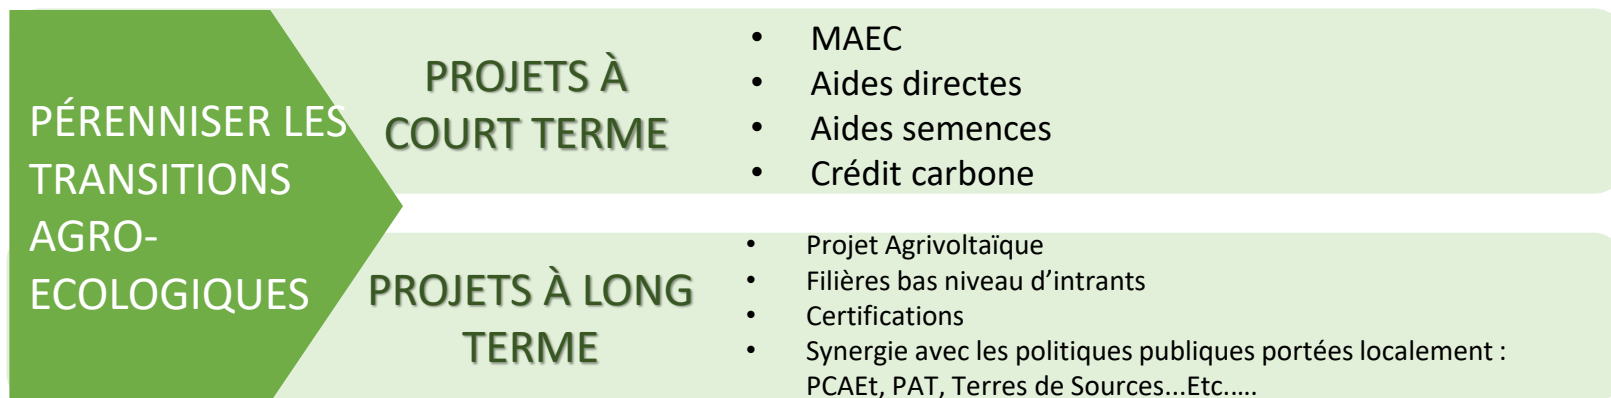 PÉRENNISER LES
TRANSITIONS
AGRO-
ECOLOGIQUES
PROJETS À
COURT TERME
• MAEC
• Aides directes
• Aides semences
• Crédit carbone
PROJETS À LONG
TERME
• Projet Agrivoltaïque
• Filières bas niveau d’intrants
• Certifications
• Synergie avec les politiques publiques portées localement :
PCAEt, PAT, Terres de Sources...Etc.....